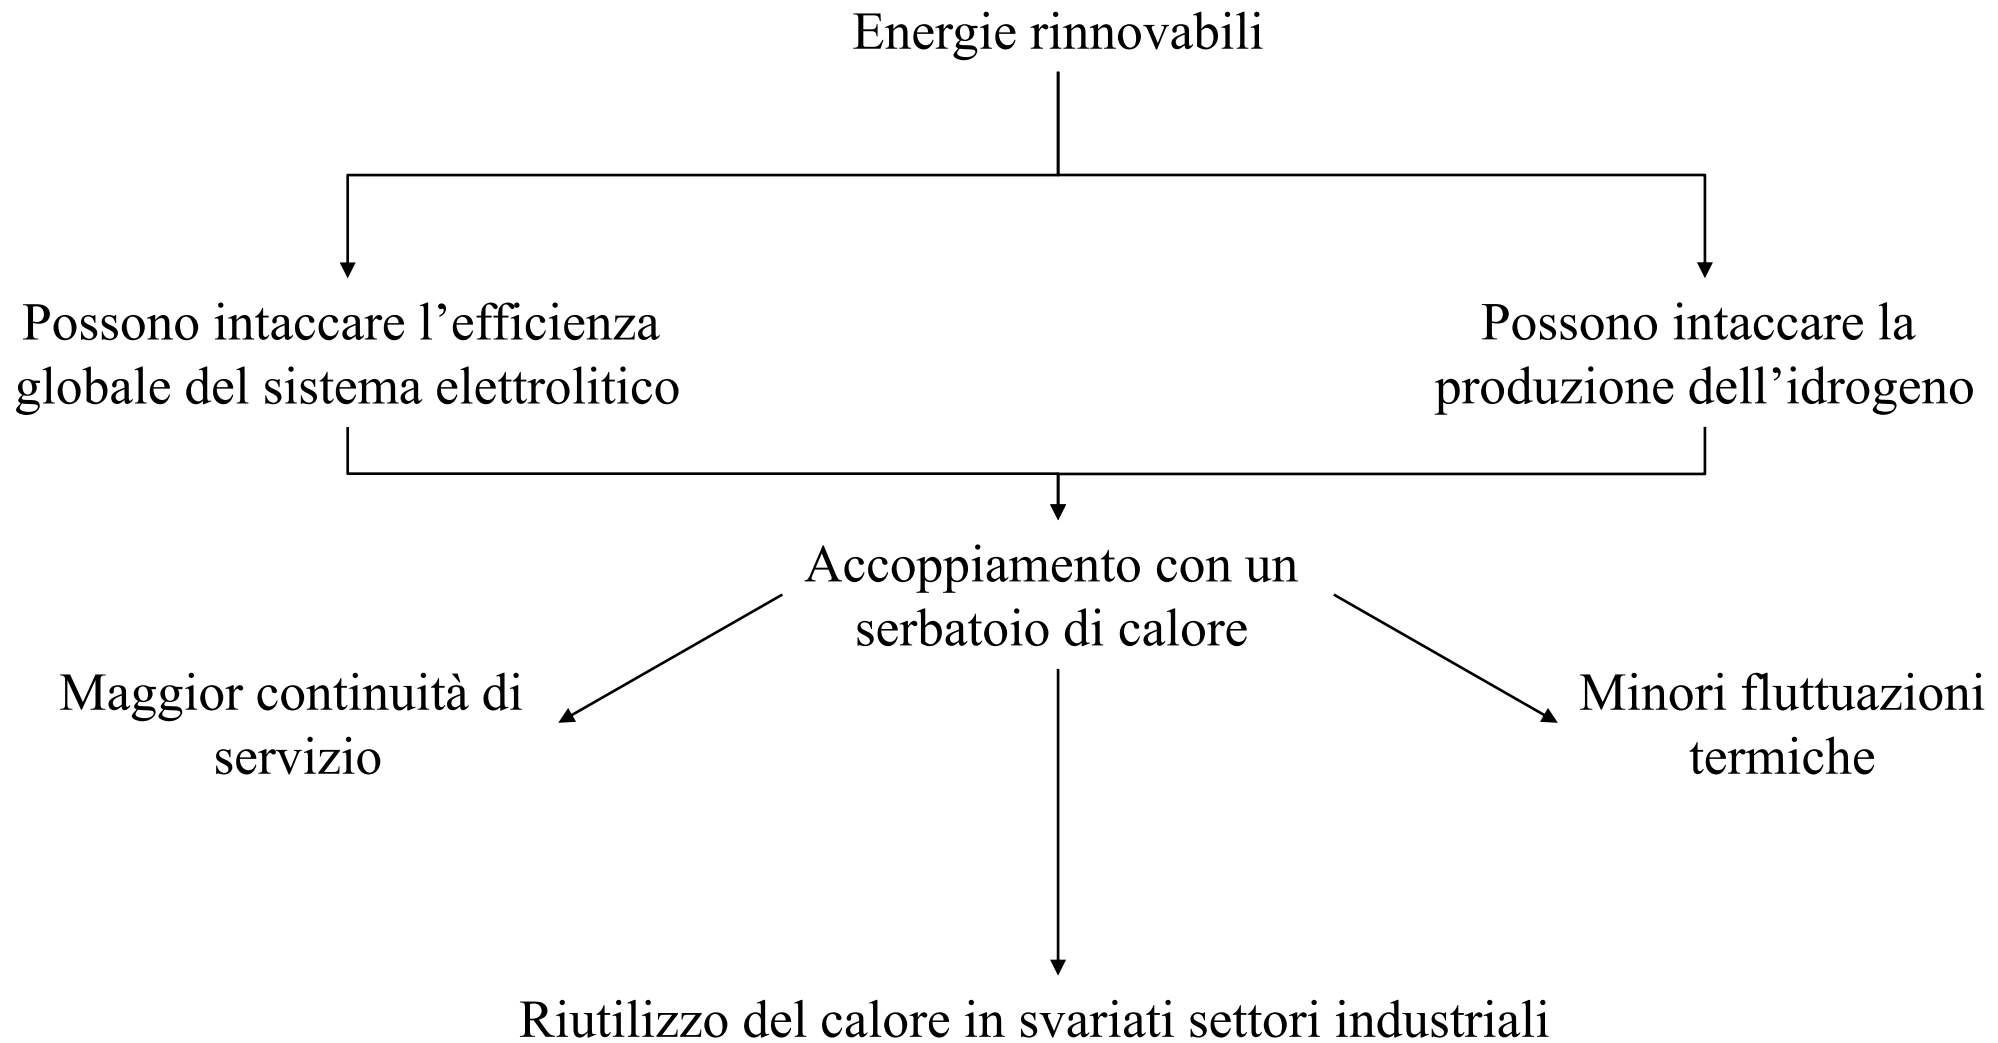 Energie rinnovabili
Possono intaccare l’efficienza
globale del sistema elettrolitico
Possono intaccare la
produzione dell’idrogeno
Accoppiamento con un
serbatoio di calore
Maggior continuità di
servizio
Minori fluttuazioni
termiche
Riutilizzo del calore in svariati settori industriali